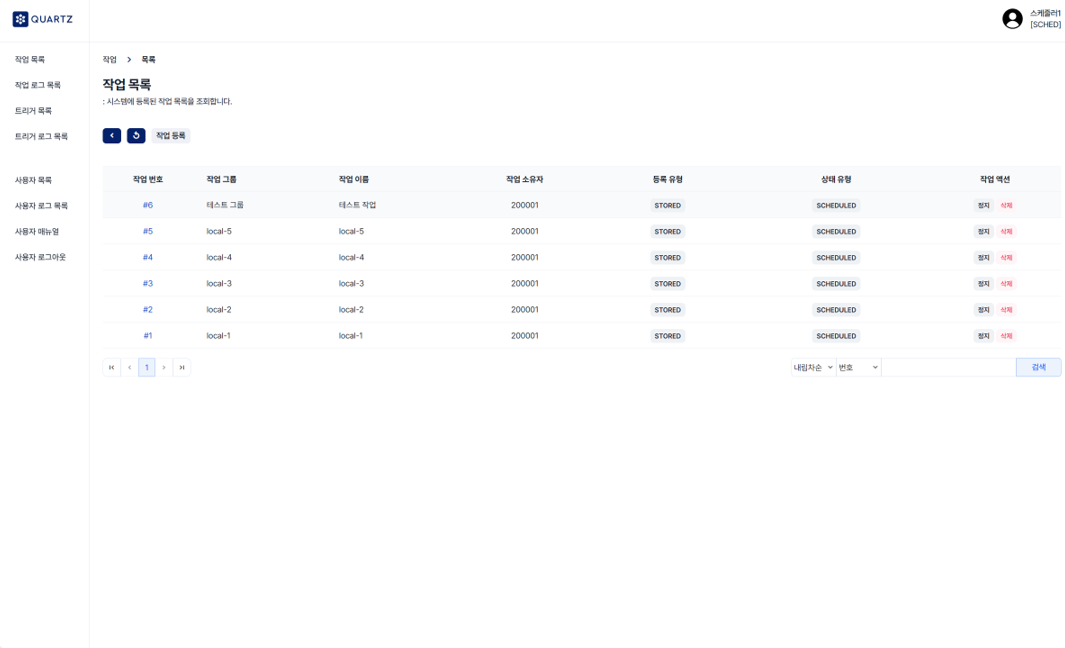 QUARTZ
스케줄러1
[SCHED]
작업 목록
작업 로그 목록
트리거 목록
트리거 로그 목록
사용자 목록
사용자 로그 목록
사용자 매뉴얼
사용자 로그아웃
작업 > 목록
작업 목록
: 시스템에 등록된 작업 목록을 조회합니다.
작업 등록
작업 번호 작업 그룹 작업 이름 작업 소유자 등록 유형 상태 유형 작업 액션
#6 테스트 그룹 테스트 작업 200001 STORED SCHEDULED 정지 삭제
#5 local-5 local-5 200001 STORED SCHEDULED 정지 삭제
#4 local-4 local-4 200001 STORED SCHEDULED 정지 삭제
#3 local-3 local-3 200001 STORED SCHEDULED 정지 삭제
#2 local-2 local-2 200001 STORED SCHEDULED 정지 삭제
#1 local-1 local-1 200001 STORED SCHEDULED 정지 삭제
1 내림차순 번호 검색